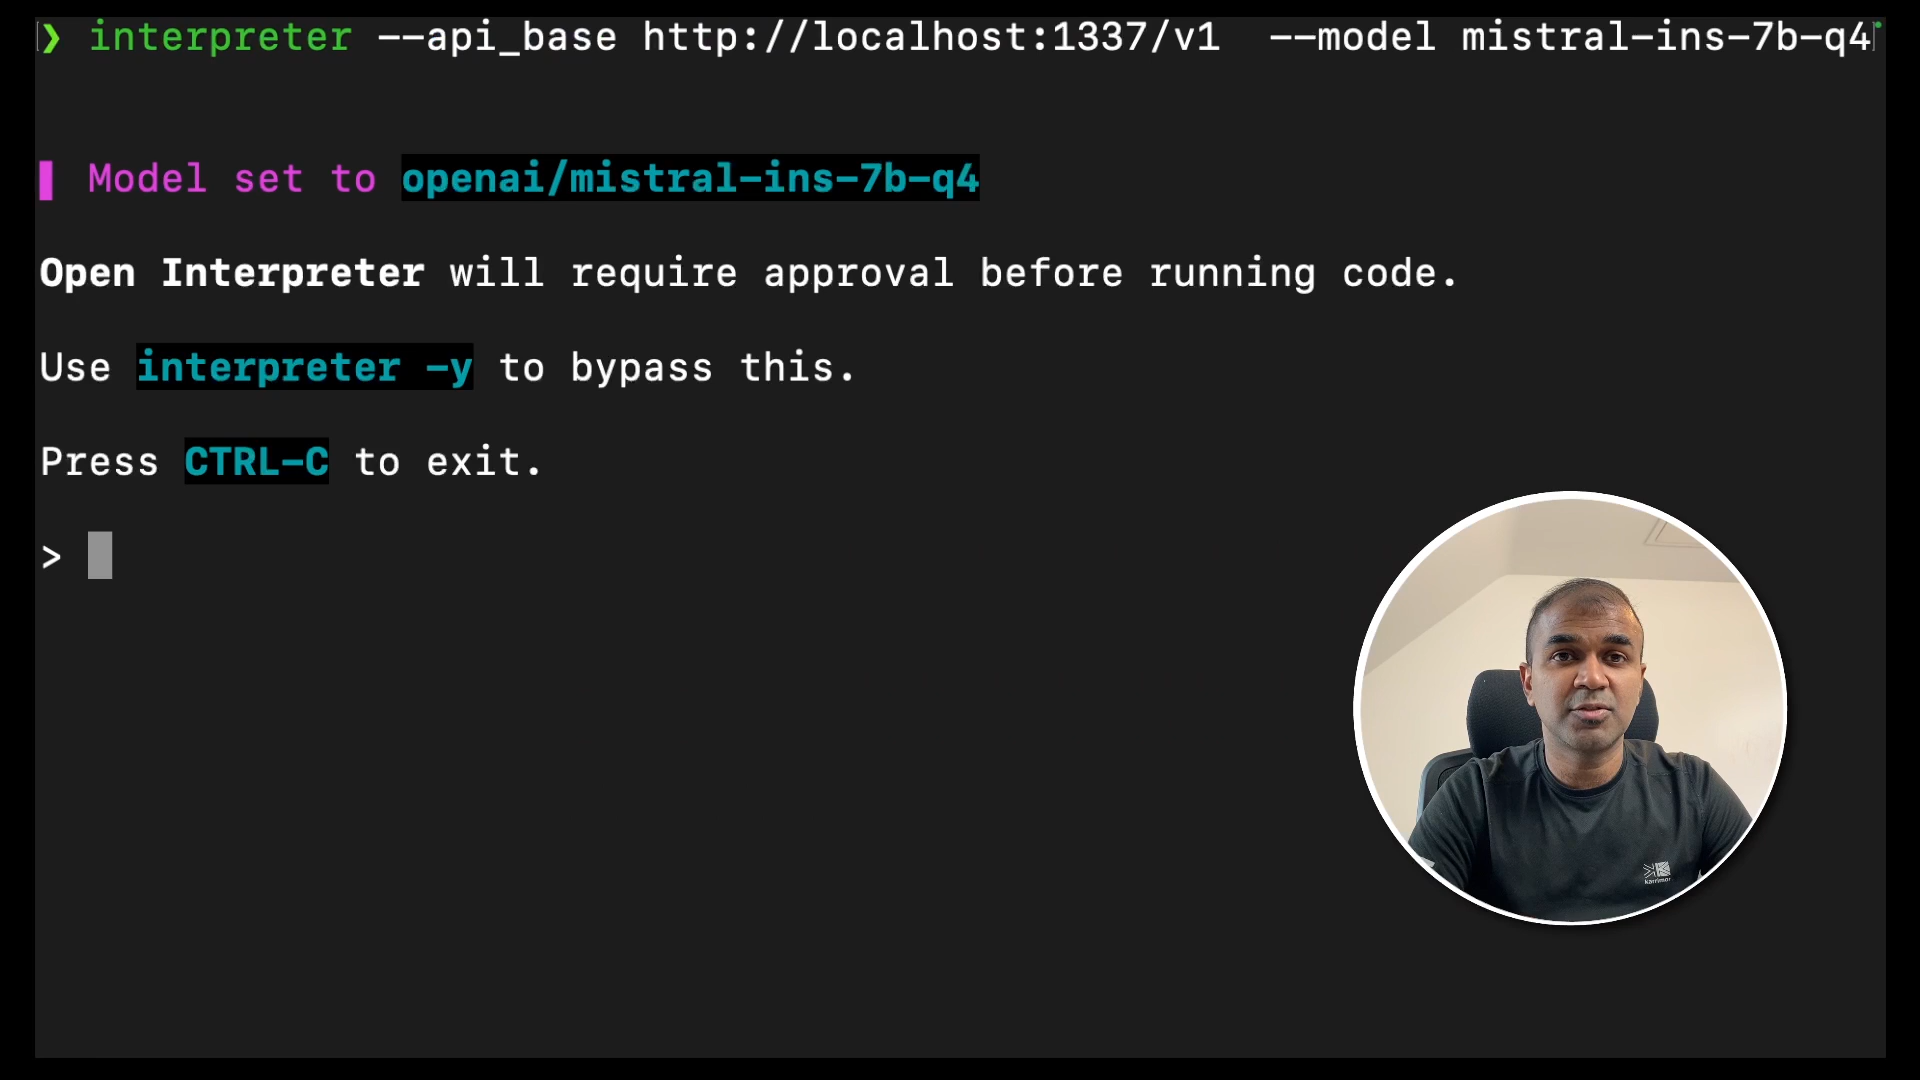 ❯ interpreter --api_base http://localhost:1337/v1 --model mistral-ins-7b-q4
Model set to openai/mistral-ins-7b-q4
Open Interpreter will require approval before running code.
Use interpreter -y to bypass this.
Press CTRL-C to exit.
>
karrimor